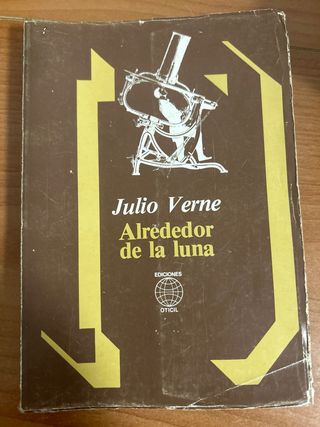 Julio Verne
Alrededor
de la luna
EDICIONES
OTICIL